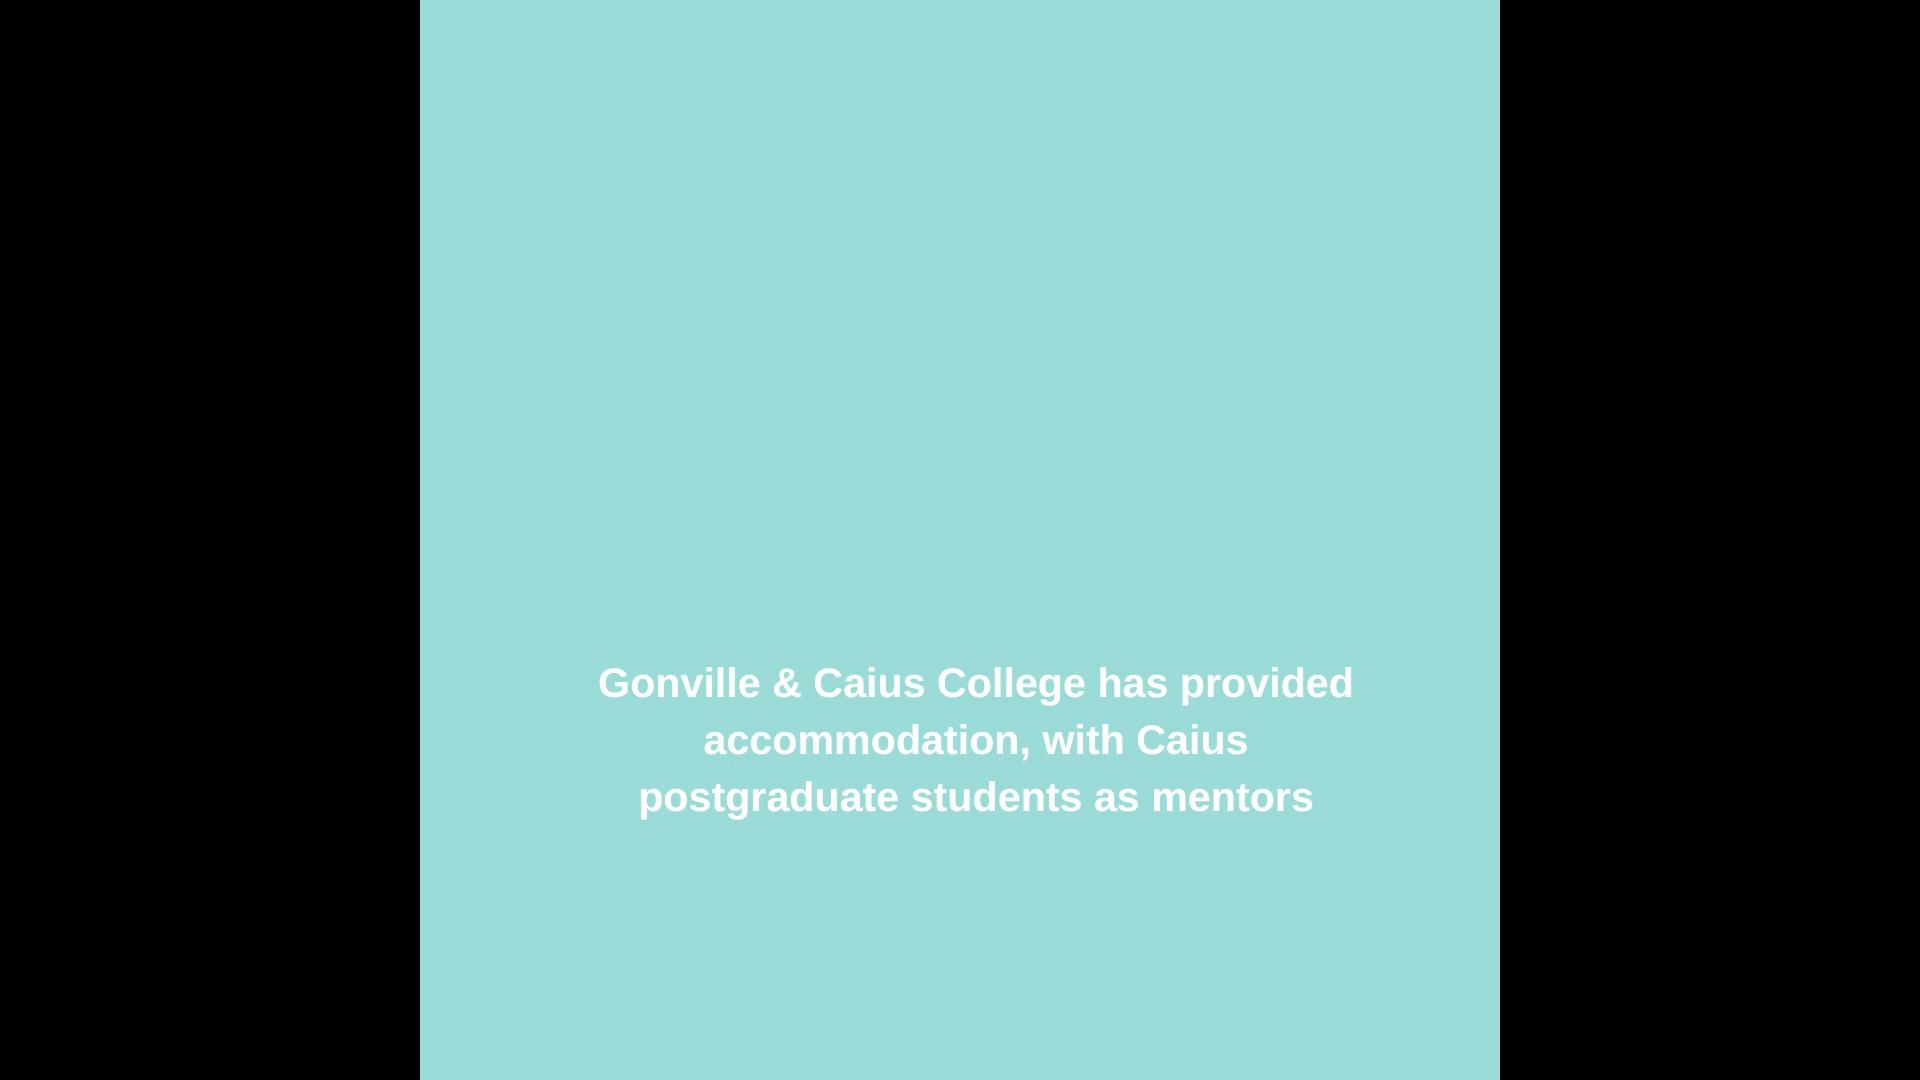 Gonville & Caius College has provided
accommodation, with Caius
postgraduate students as mentors